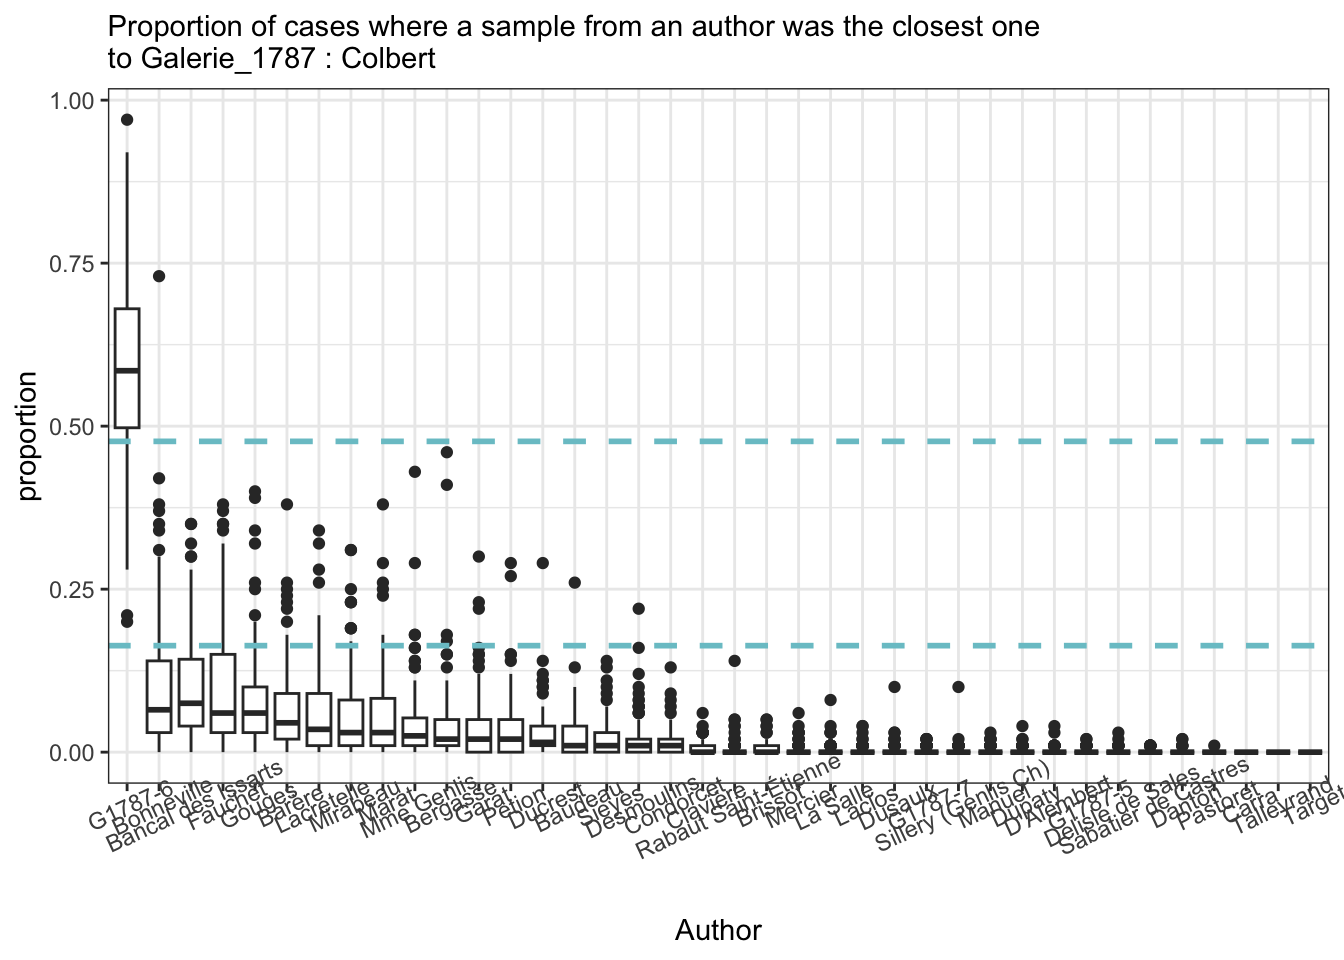 Proportion of cases where a sample from an author was the closest one
to Galerie_1787 : Colbert
proportion
1.00
0.75
0.50
0.25
0.00
G1787-6
Bonneville
Bancal des Issarts
Fauchet
Gouges
Barère
Lacretelle
Mirabeau
Marat
Mme Genlis
Bergasse
Garat
Pétion
Ducrest
Baudeau
Sieyès
Desmoulins
Condorcet
Clavière
Rabaut Saint-Étienne
Brissot
Mercier
La Salle
Laclos
Dusaulx
G1787-7
Sillery (Genlis Ch)
Manuel
Dupaty
D'Alembert
G1787-5
Delisle de Sales
Sabatier de Castres
Danton
Pastoret
Carra
Talleyrand
Target
Author